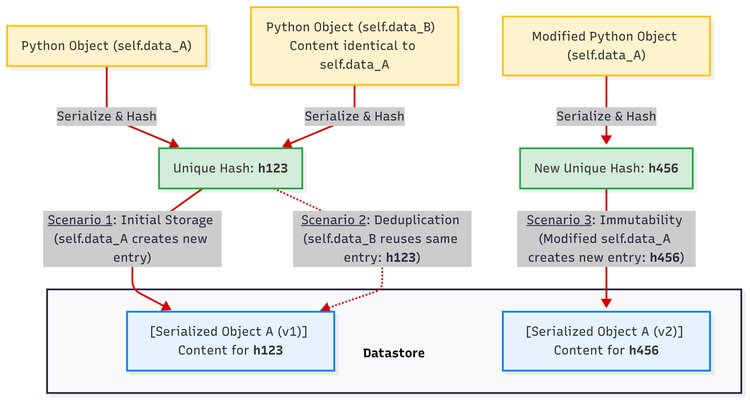 Python Object (self.data_A)
Python Object (self.data_B)
Content identical to
self.data_A
Modified Python Object
(self.data_A)
Serialize & Hash
Serialize & Hash
Serialize & Hash
Unique Hash: h123
New Unique Hash: h456
Scenario 1: Initial Storage
(self.data_A creates new
entry)
Scenario 2: Deduplication
(self.data_B reuses same
entry: h123)
Scenario 3: Immutability
(Modified self.data_A
creates new entry: h456)
[Serialized Object A (v1)]
Content for h123
Datastore
[Serialized Object A (v2)]
Content for h456